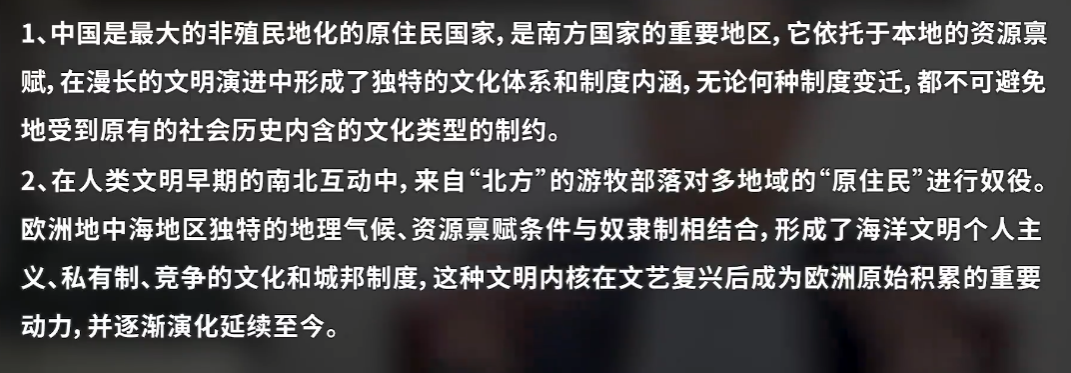 1、中国是最大的非殖民地化的原住民国家,是南方国家的重要地区,它依托于本地的资源禀
赋,在漫长的文明演进中形成了独特的文化体系和制度内涵,无论何种制度变迁,都不可避免
地受到原有的社会历史内含的文化类型的制约。
2、在人类文明早期的南北互动中,来自“北方”的游牧部落对多地域的“原住民”进行奴役。
欧洲地中海地区独特的地理气候、资源禀赋条件与奴隶制相结合,形成了海洋文明个人主
义、私有制、竞争的文化和城邦制度,这种文明内核在文艺复兴后成为欧洲原始积累的重要
动力,并逐渐演化延续至今。